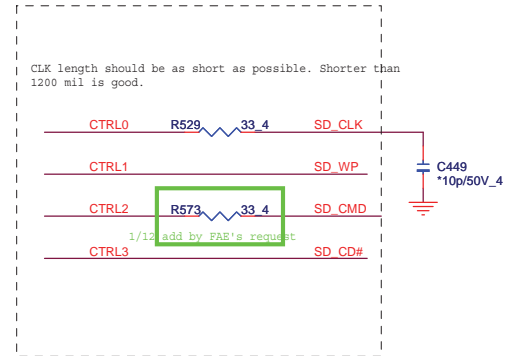 CLK length should be as short as possible. Shorter than
1200 mil is good.
CTRL0 R529 33_4 SD_CLK
CTRL1 SD_WP C449
*10p/50V_4
CTRL2 R573 33_4 SD_CMD
1/12 add by FAE's request
CTRL3 SD_CD#